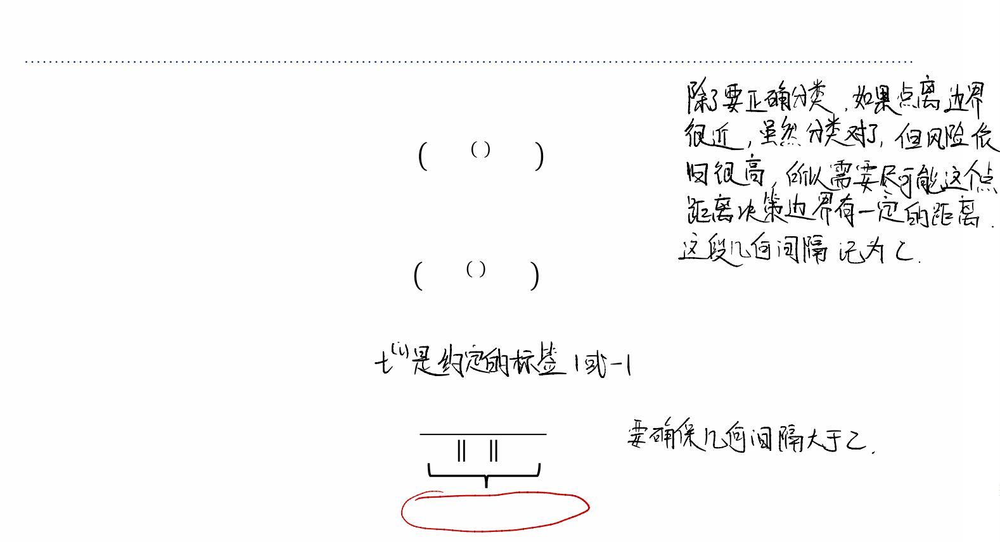 除了要正确分类,如果点离边界
很近,虽然分类对了,但风险依
旧很高,所以需要尽可能这个点
距离决策边界有一定的距离.
这段几何间隔记为C.
( ( ) )
( ( ) )
t⁽ⁱ⁾是约定的标签1或-1
要确保几何间隔大于C.
|| ||